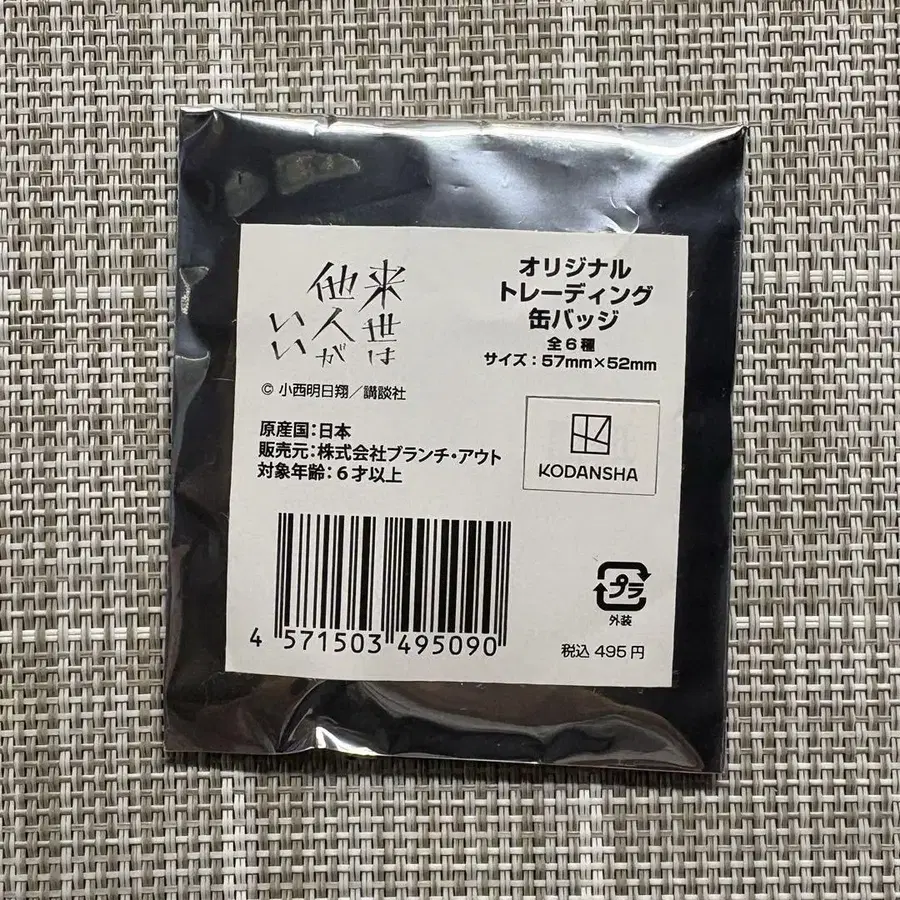 来世は
他人が
いい
© 小西明日翔／講談社
オリジナル
トレーディング
缶バッジ
全6種
サイズ：57mm×52mm
原産国：日本
販売元：株式会社ブランチ・アウト
対象年齢：6才以上
KODANSHA
4 571503 495090
プラ
外装
税込 495 円